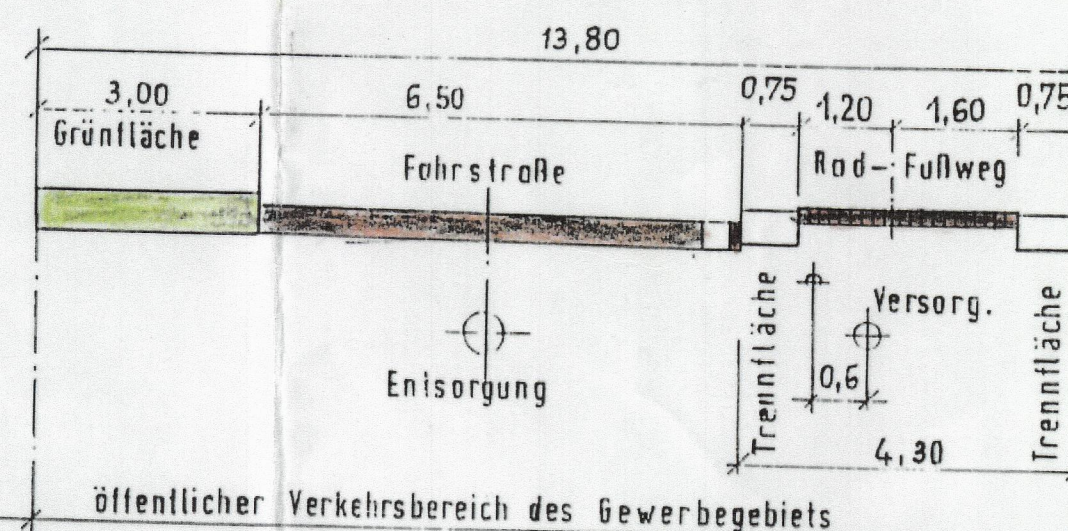 13,80
3,00 6,50 0,75 1,20 1,60 0,75
Grünfläche
Fahrstraße
Rad- Fußweg
Trennfläche
Versorg.
Trennfläche
0,6
Entsorgung
4,30
öffentlicher Verkehrsbereich des Gewerbegebiets